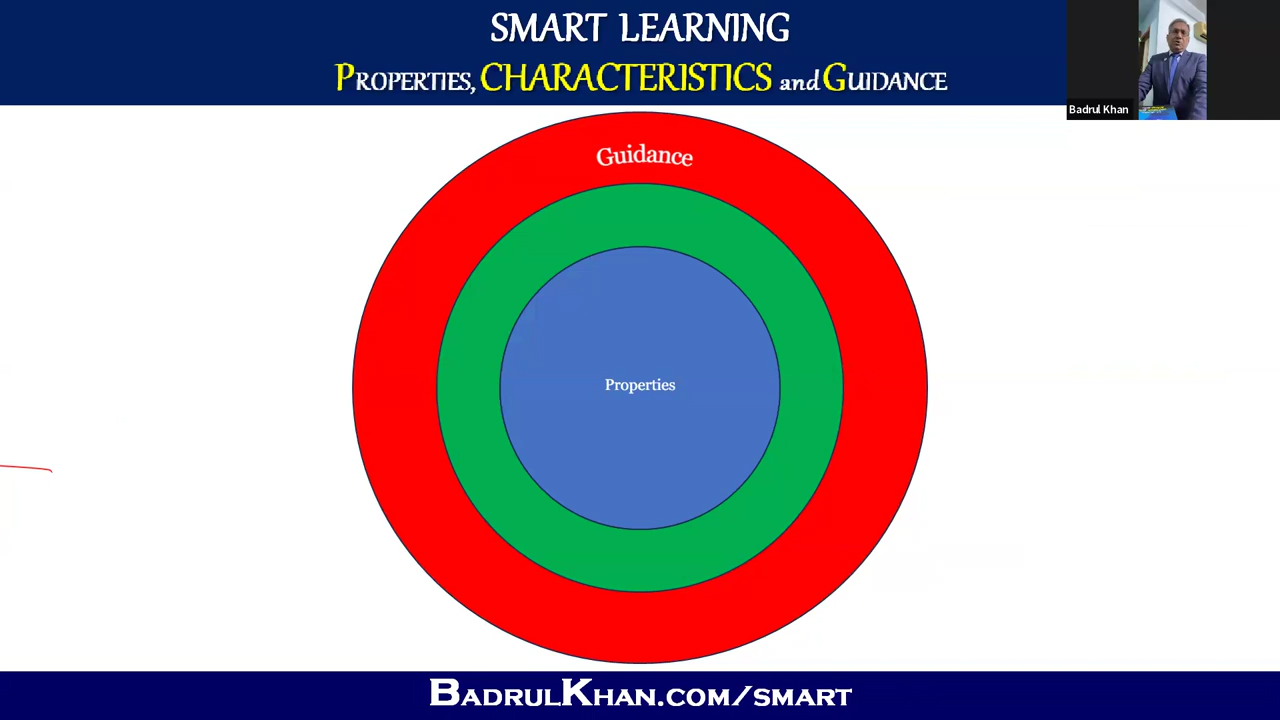 SMART LEARNING
PROPERTIES, CHARACTERISTICS and GUIDANCE
Badrul Khan
Guidance
Properties
BADRULKHAN.COM/SMART